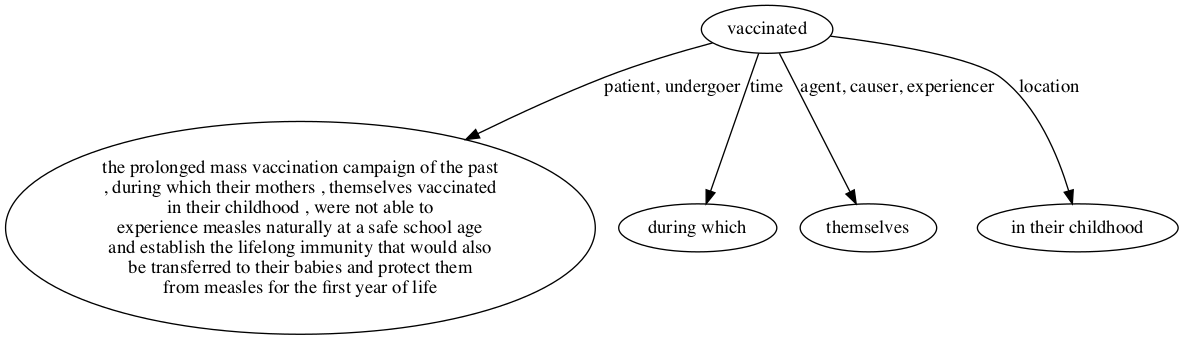 vaccinated
patient, undergoer
time
agent, causer, experiencer
location
the prolonged mass vaccination campaign of the past
, during which their mothers , themselves vaccinated
in their childhood , were not able to
experience measles naturally at a safe school age
and establish the lifelong immunity that would also
be transferred to their babies and protect them
from measles for the first year of life
during which
themselves
in their childhood